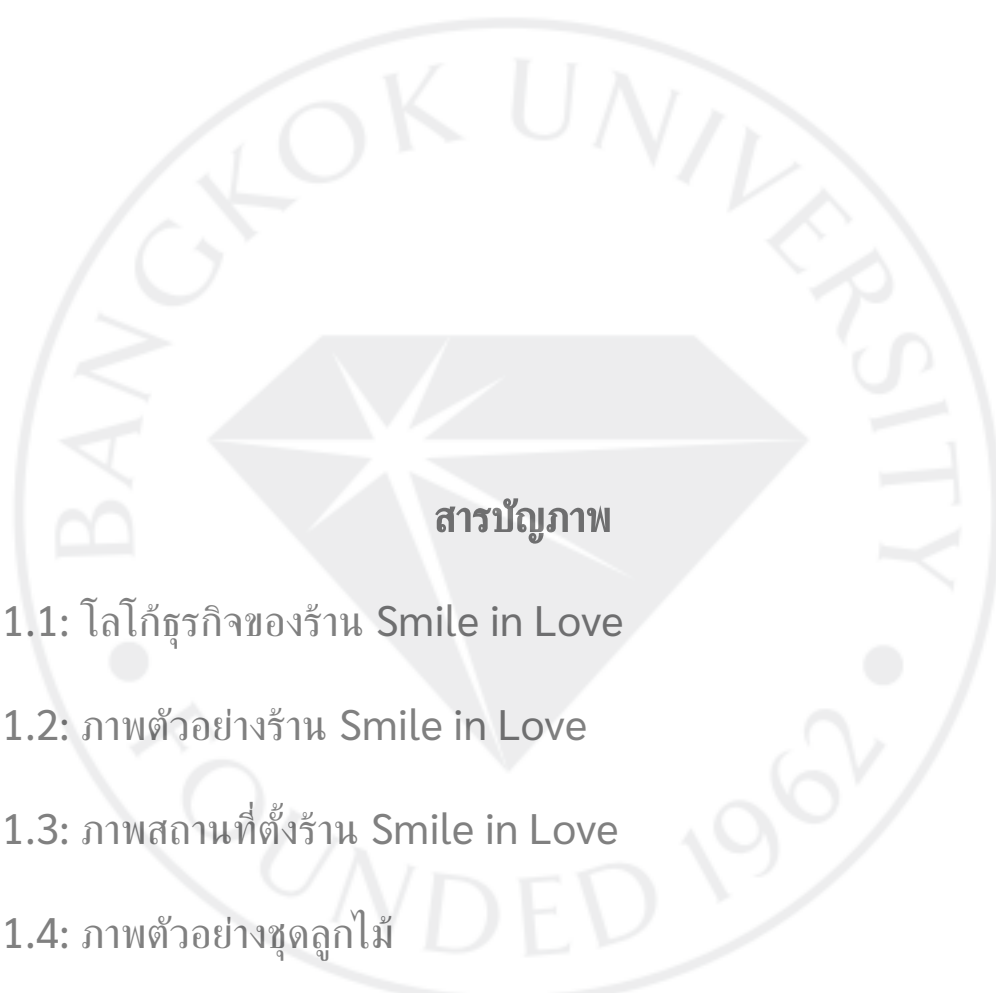 BANGKOK UNIVERSITY
สารบัญภาพ
1.1: โลโก้ธุรกิจของร้าน Smile in Love
1.2: ภาพตัวอย่างร้าน Smile in Love
1.3: ภาพสถานที่ตั้งร้าน Smile in Love
1.4: ภาพตัวอย่างชุดลูกไม้
FOUNDED 1962